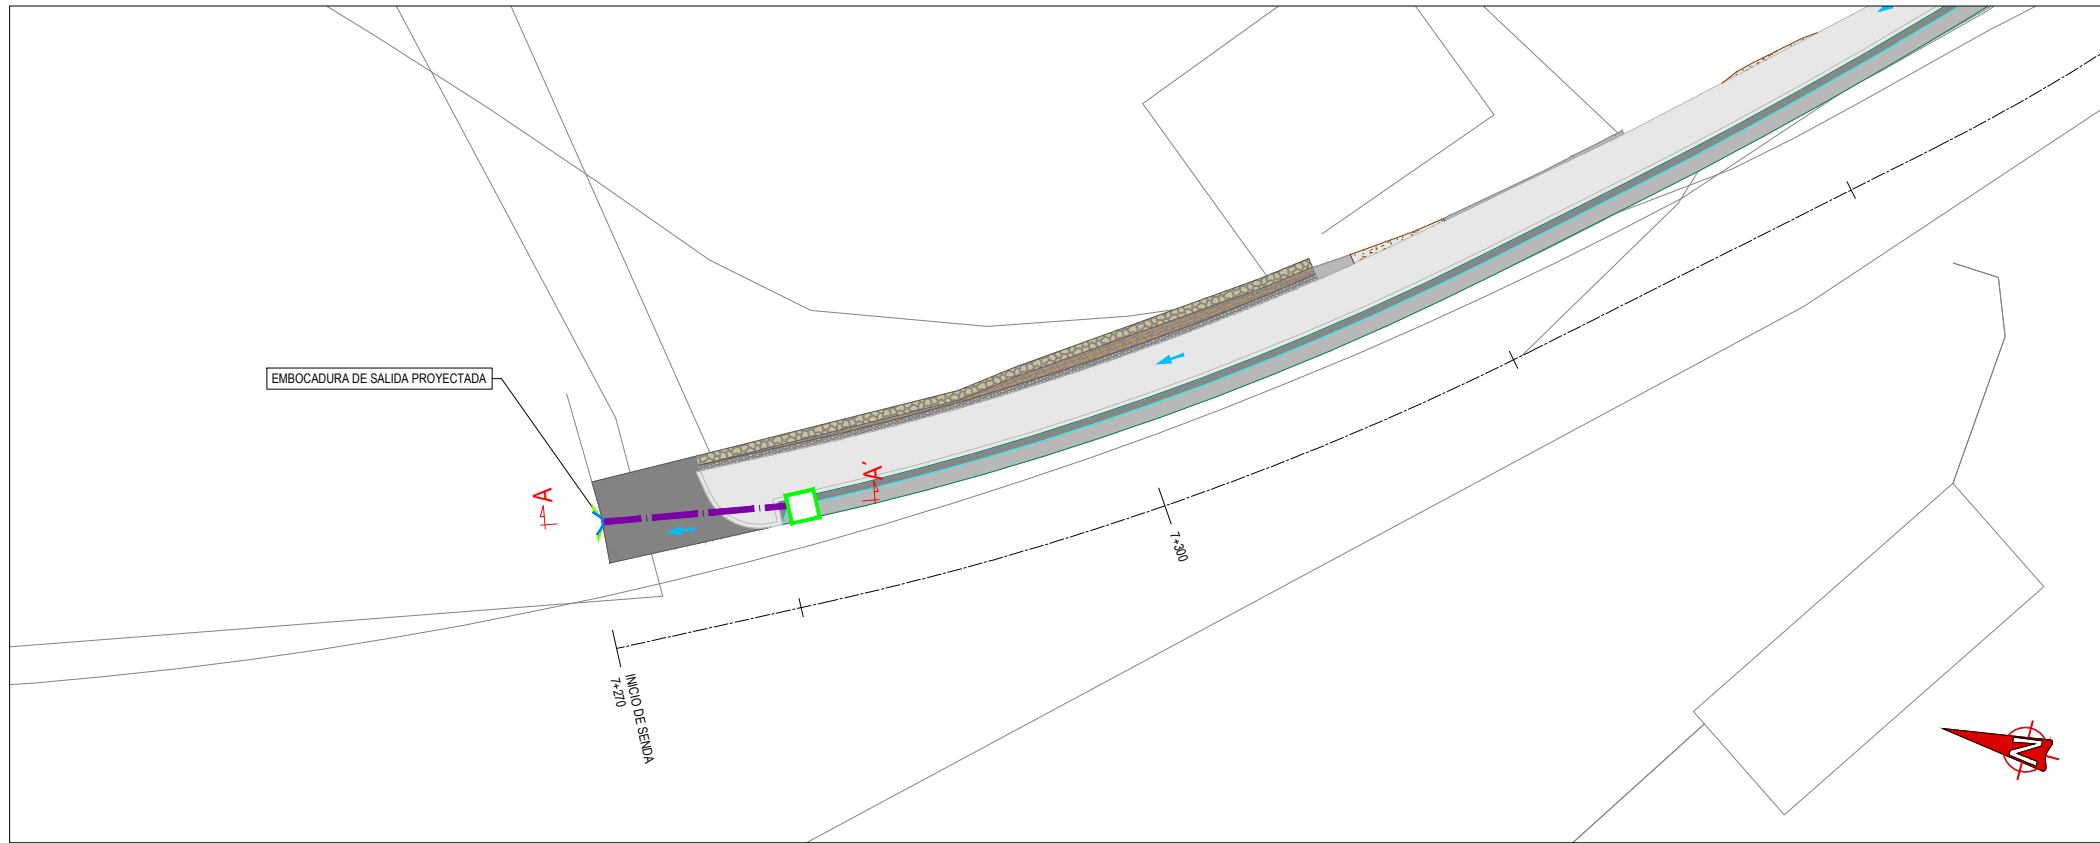 EMBOCADURA DE SALIDA PROYECTADA
A
A'
7+300
INICIO DE SENDA
7+270
N